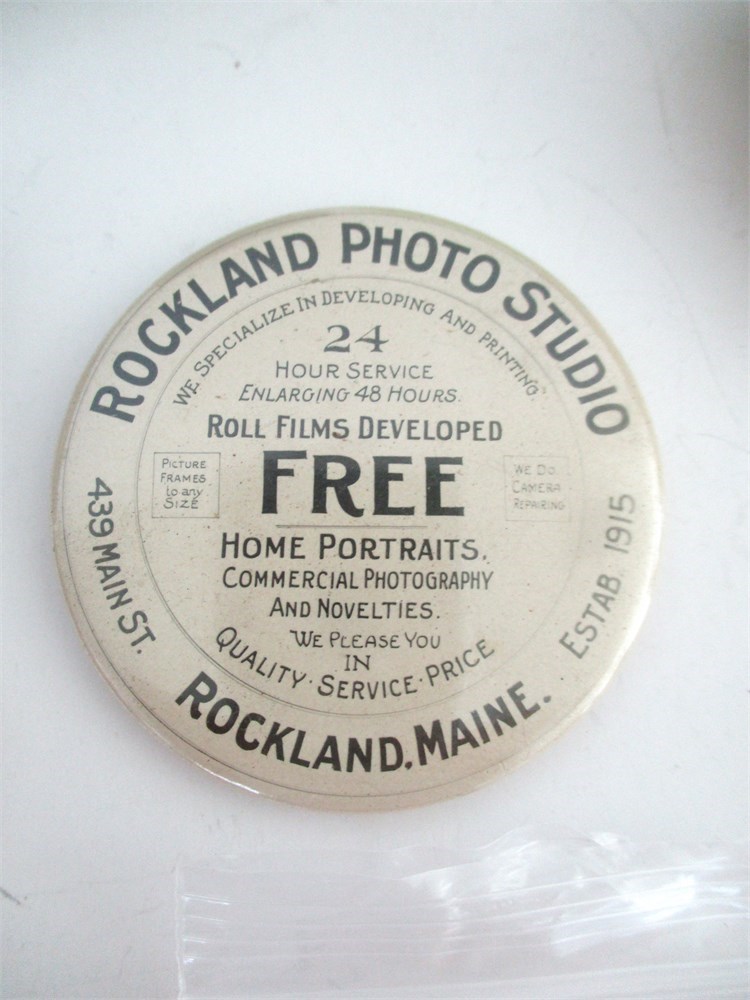 ROCKLAND PHOTO STUDIO
WE SPECIALIZE IN DEVELOPING AND PRINTING
24
HOUR SERVICE
ENLARGING 48 HOURS.
ROLL FILMS DEVELOPED
FREE
PICTURE
FRAMES
to any
SIZE
WE DO
CAMERA
REPAIRING
HOME PORTRAITS.
COMMERCIAL PHOTOGRAPHY
AND NOVELTIES.
WE PLEASE YOU
IN
QUALITY · SERVICE · PRICE
439 MAIN ST.
ESTAB. 1915
ROCKLAND, MAINE.